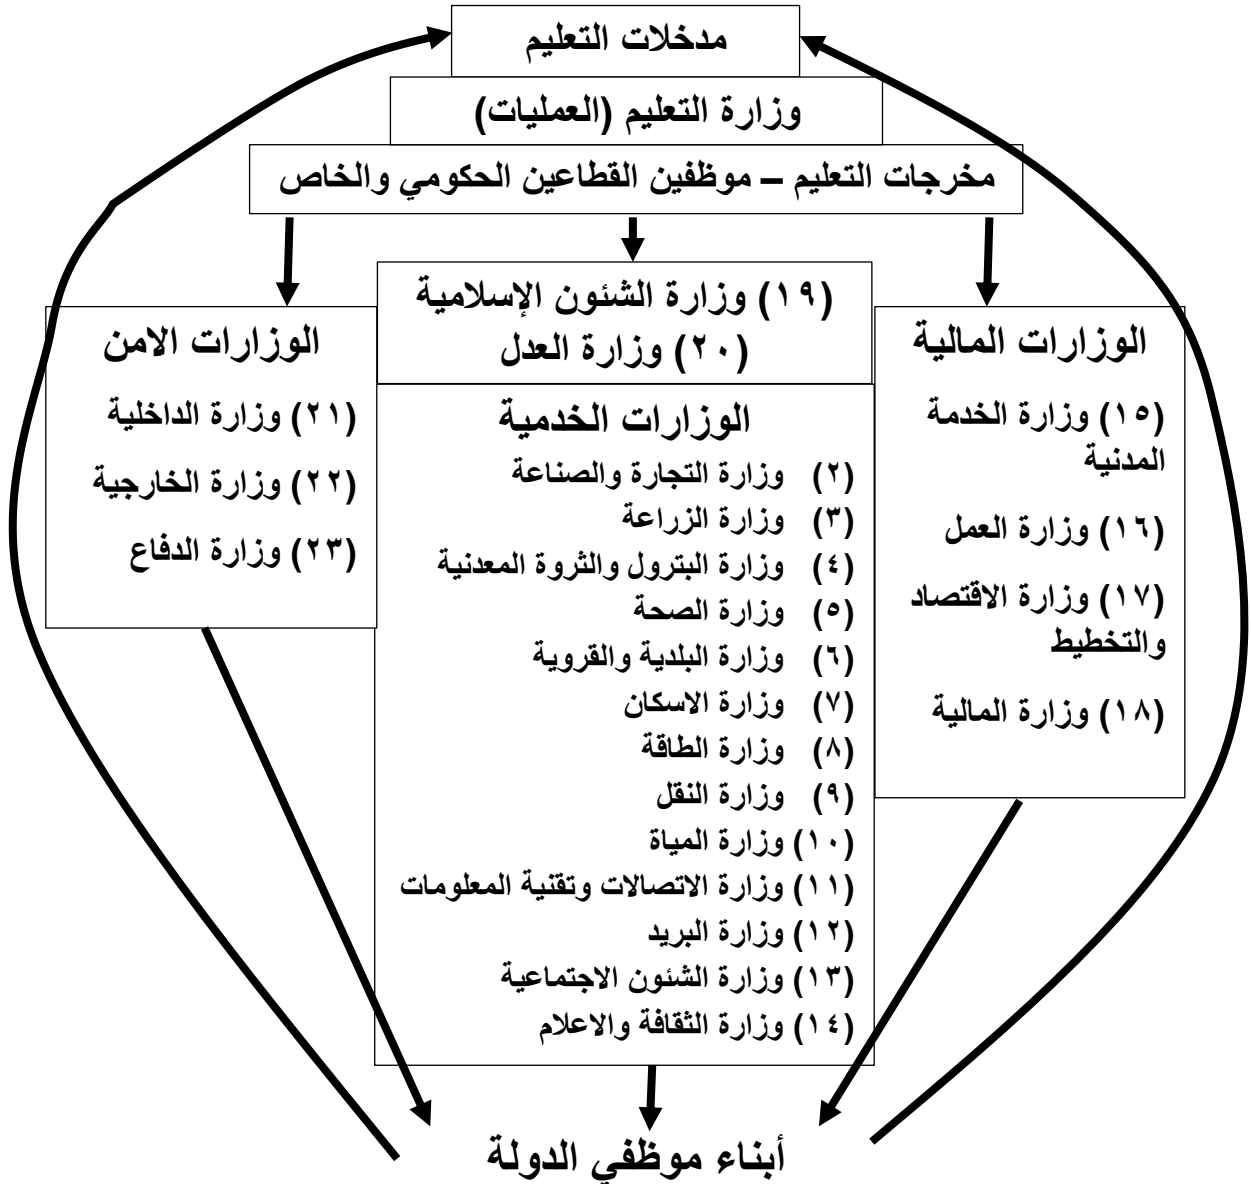 مدخلات التعليم
وزارة التعليم (العمليات)
مخرجات التعليم – موظفين القطاعين الحكومي والخاص
الوزارات المالية
(١٥) وزارة الخدمة
المدنية
(١٦) وزارة العمل
(١٧) وزارة الاقتصاد
والتخطيط
(١٨) وزارة المالية
(١٩) وزارة الشئون الإسلامية
(٢٠) وزارة العدل
الوزارات الخدمية
(٢) وزارة التجارة والصناعة
(٣) وزارة الزراعة
(٤) وزارة البترول والثروة المعدنية
(٥) وزارة الصحة
(٦) وزارة البلدية والقروية
(٧) وزارة الاسكان
(٨) وزارة الطاقة
(٩) وزارة النقل
(١٠) وزارة المياة
(١١) وزارة الاتصالات وتقنية المعلومات
(١٢) وزارة البريد
(١٣) وزارة الشئون الاجتماعية
(١٤) وزارة الثقافة والاعلام
الوزارات الامن
(٢١) وزارة الداخلية
(٢٢) وزارة الخارجية
(٢٣) وزارة الدفاع
أبناء موظفي الدولة